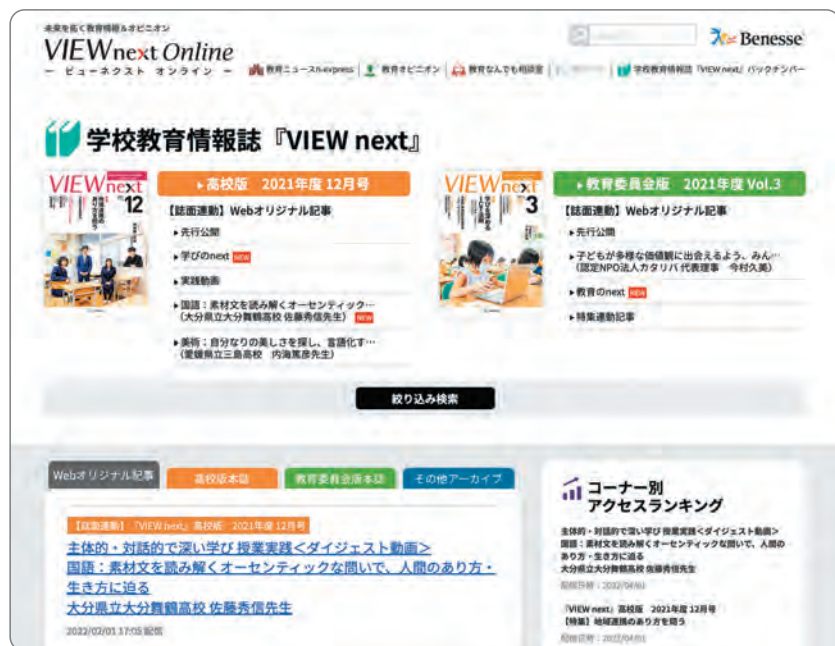 未来を拓く教育情報&オピニオン
VIEWnext Online
― ビューネクスト オンライン ―
Benesse
教育ニュースn-express
教育オピニオン
教育なんでも相談室
学校教育情報誌『VIEW next』バックナンバー
学校教育情報誌『VIEW next』
VIEWnext
12
高校版 2021年度 12月号
【誌面連動】Webオリジナル記事
先行公開
学びのnext NEW
実践動画
国語：素材文を読み解くオーセンティック…
（大分県立大分舞鶴高校 佐藤秀信先生） NEW
美術：自分なりの美しさを探し、言語化す…
（愛媛県立三島高校 内海篤彦先生）
VIEWnext
3
教育委員会版 2021年度 Vol.3
【誌面連動】Webオリジナル記事
先行公開
子どもが多様な価値観に出会えるよう、みん…
（認定NPO法人カタリバ 代表理事 今村久美）
教育のnext NEW
特集連動記事
絞り込み検索
Webオリジナル記事
高校版本誌
教育委員会版本誌
その他アーカイブ
【誌面連動】『VIEW next』高校版 2021年度 12月号
主体的・対話的で深い学び 授業実践＜ダイジェスト動画＞
国語：素材文を読み解くオーセンティックな問いで、人間のあり方・
生き方に迫る
大分県立大分舞鶴高校 佐藤秀信先生
2022/02/01 17:05 配信
コーナー別
アクセスランキング
主体的・対話的で深い学び 授業実践＜ダイジェスト動画＞
国語：素材文を読み解くオーセンティックな問いで、人間の
あり方・生き方に迫る
大分県立大分舞鶴高校 佐藤秀信先生
配信日時：2022/04/01
『VIEW next』高校版 2021年度 12月号
【特集】地域連携のあり方を問う
配信日時：2022/04/01